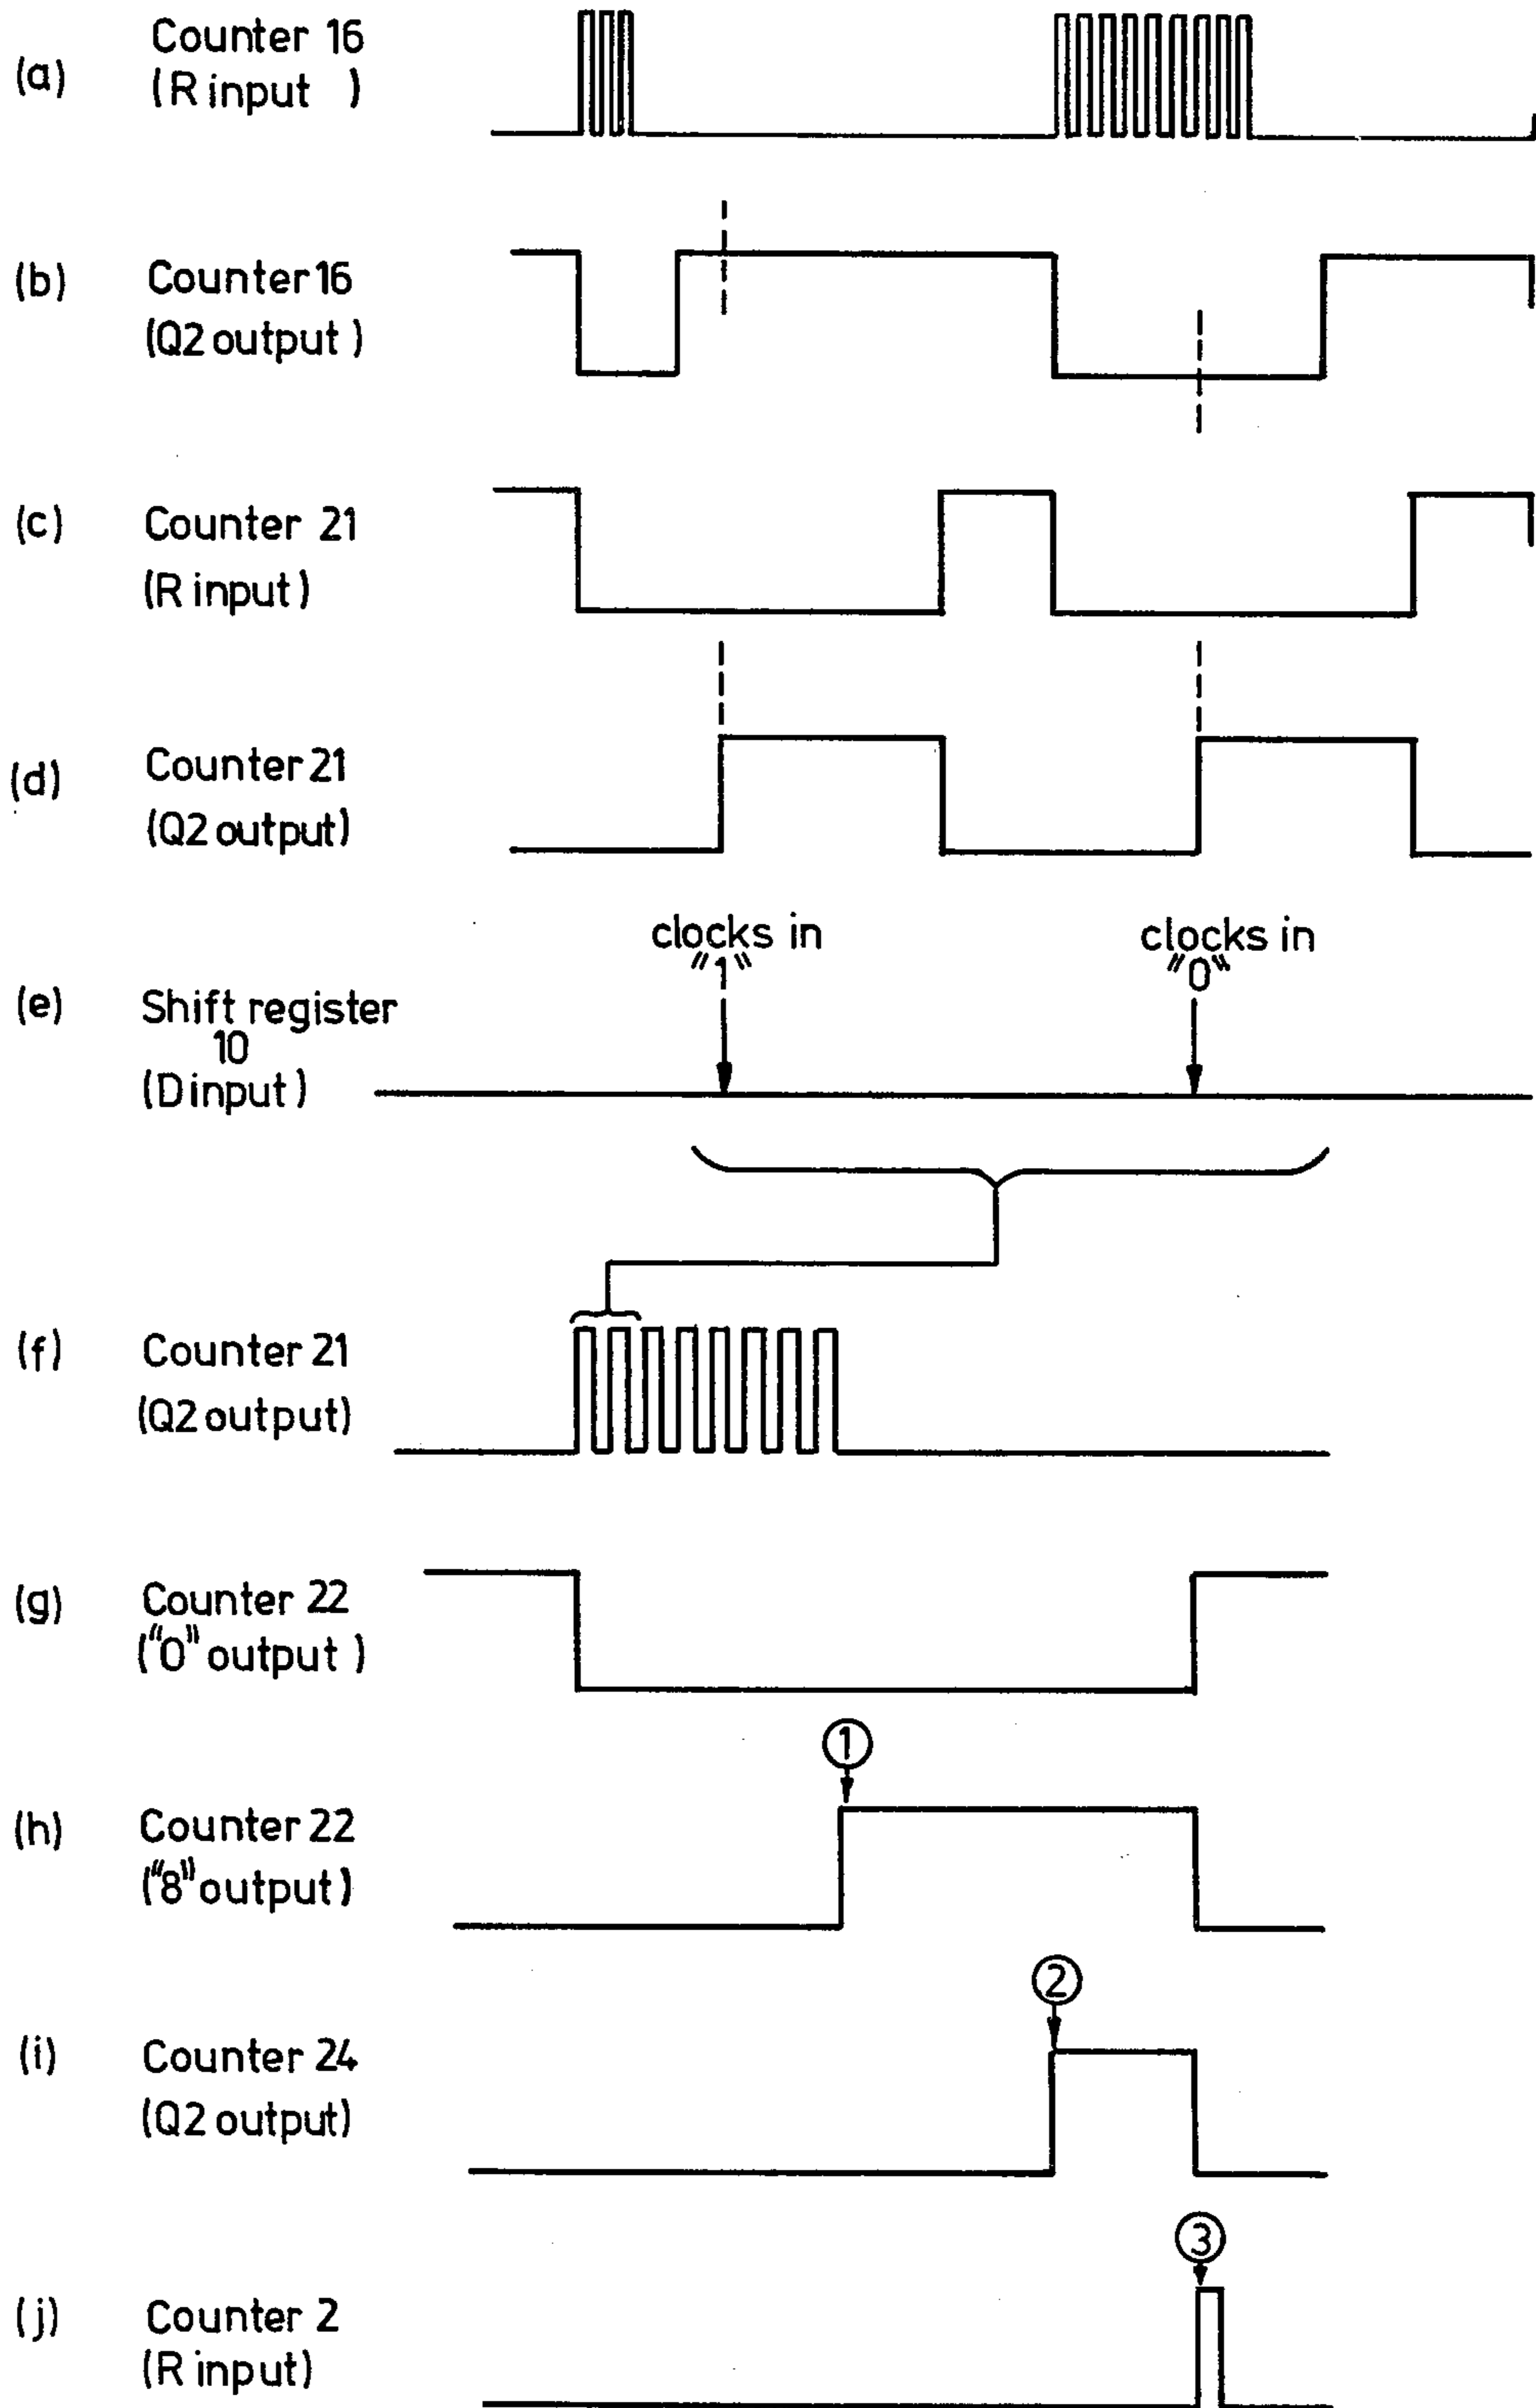 (a) Counter 16
(R input )
(b) Counter 16
(Q2 output )
(c) Counter 21
(R input )
(d) Counter 21
(Q2 output)
clocks in
"1"
clocks in
"0"
(e) Shift register
10
(D input )
(f) Counter 21
(Q2 output)
(g) Counter 22
("0" output )
1
(h) Counter 22
("8" output)
2
(i) Counter 24
(Q2 output)
3
(j) Counter 2
(R input)